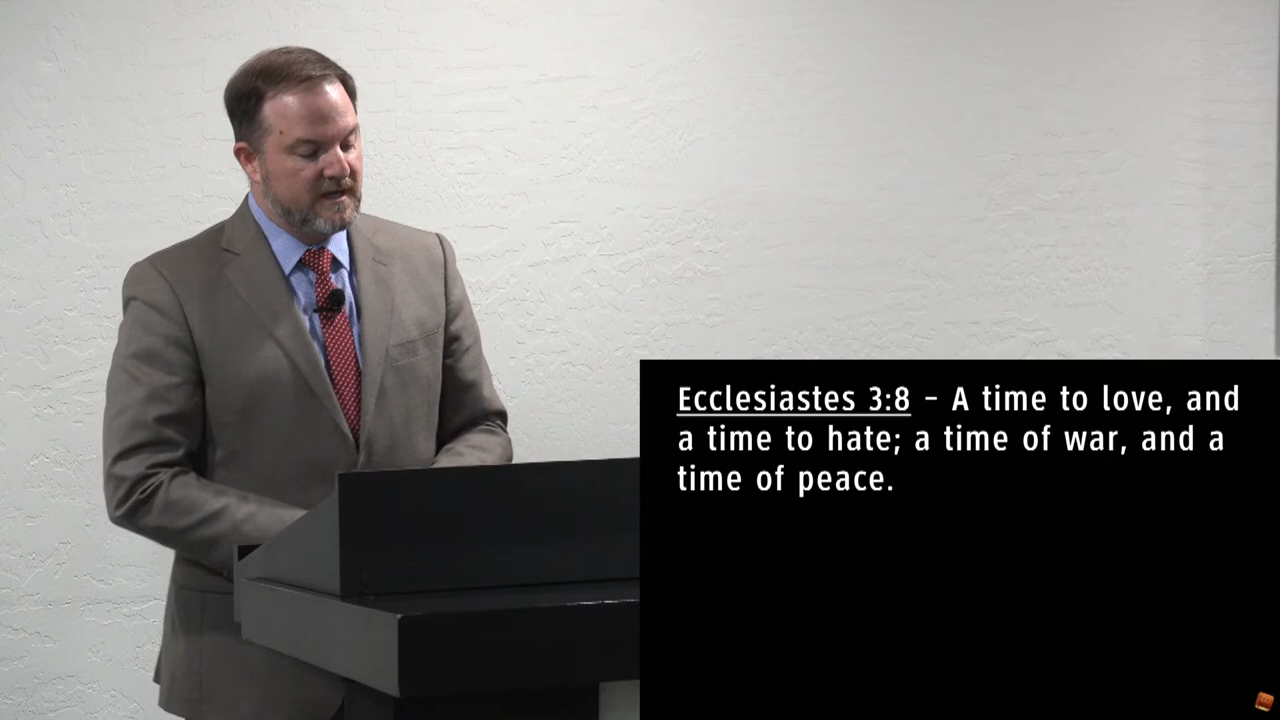 Ecclesiastes 3:8 – A time to love, and
a time to hate; a time of war, and a
time of peace.